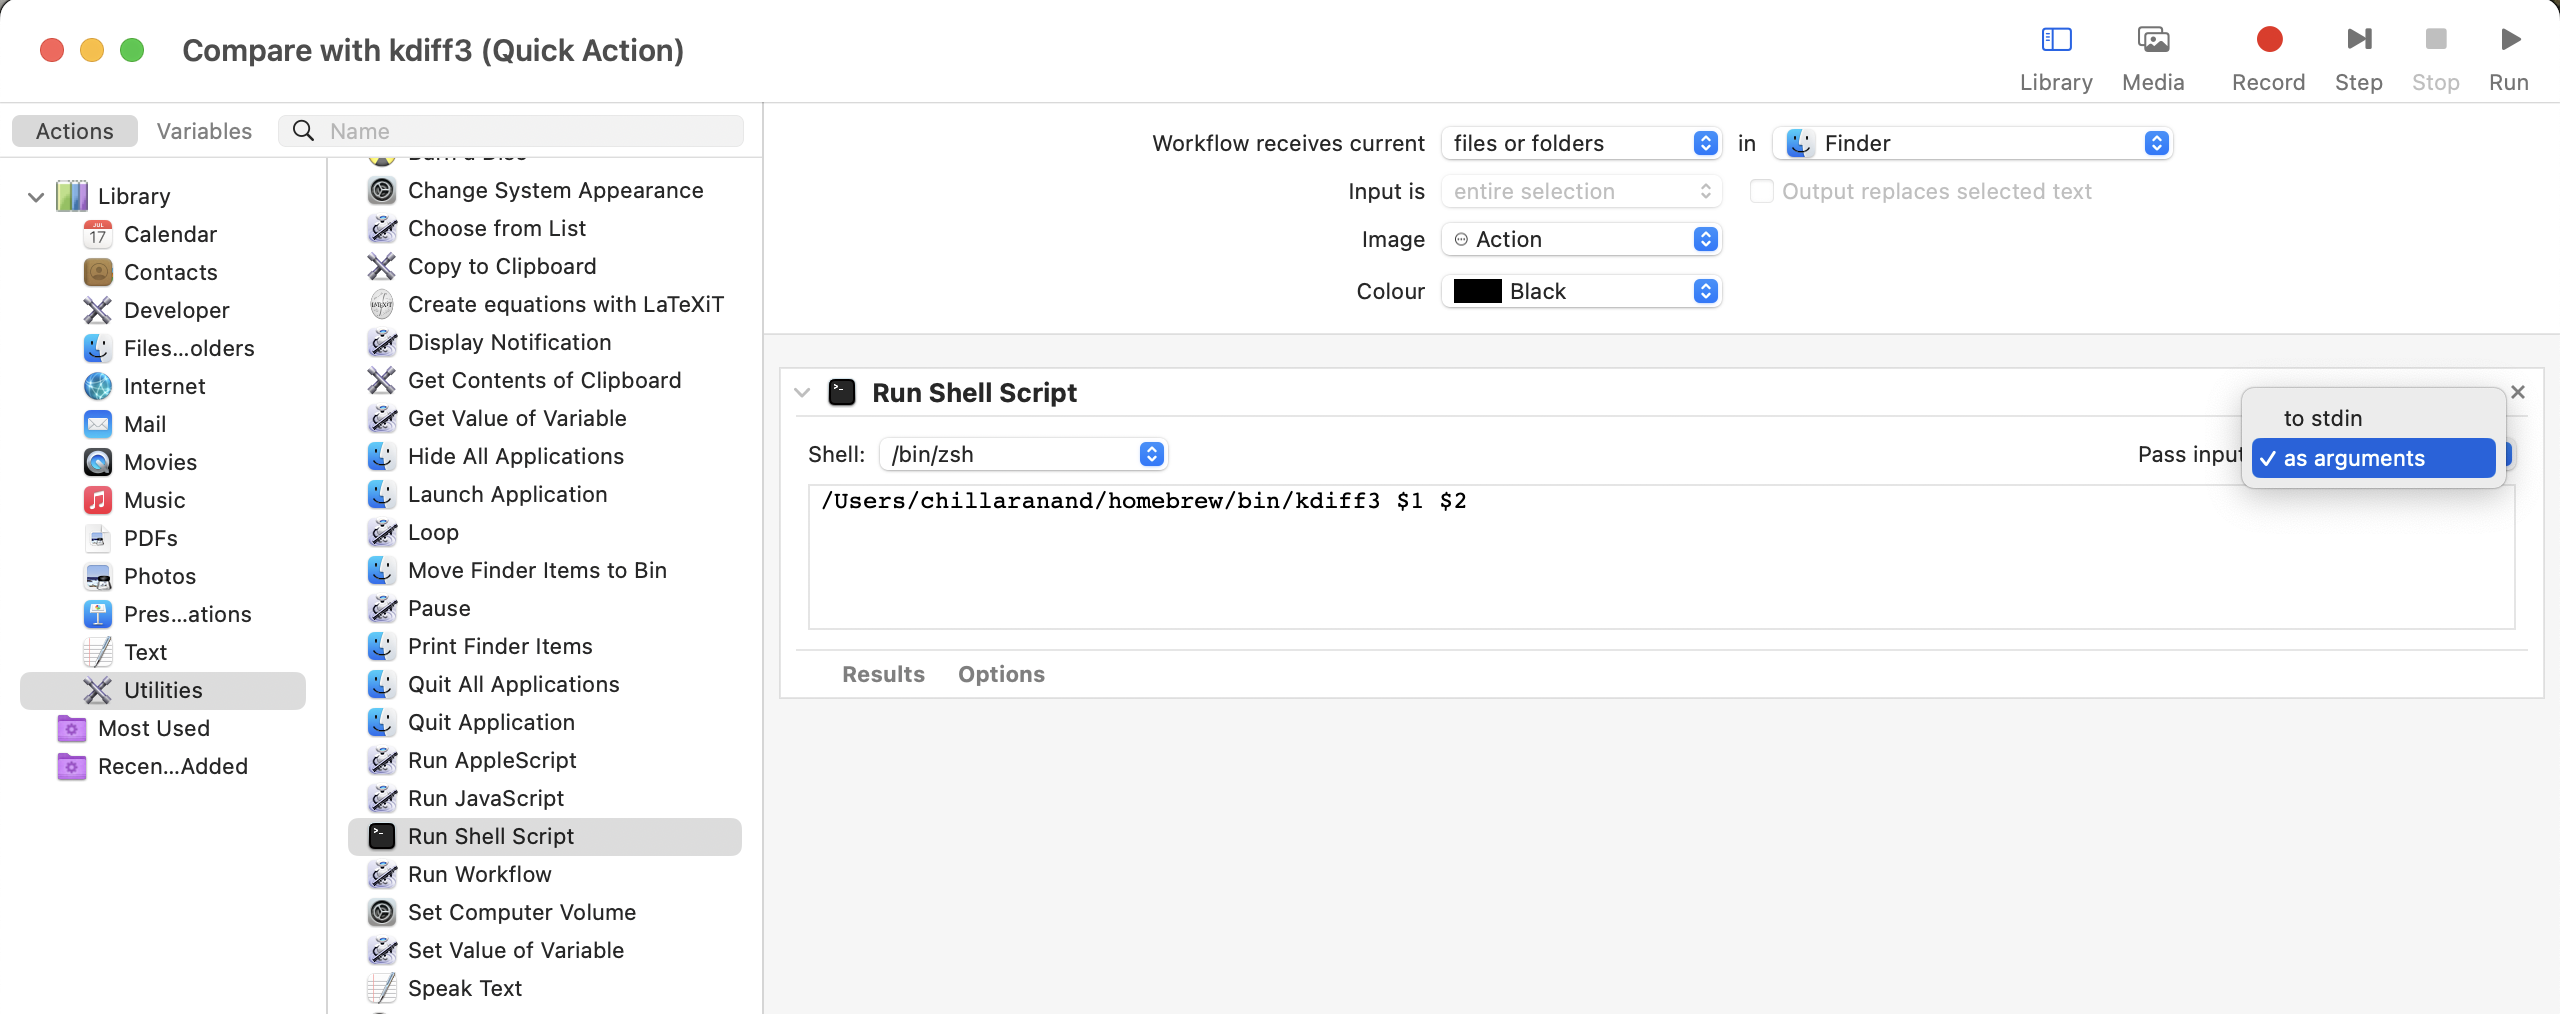 Compare with kdiff3 (Quick Action)
Library
Media
Record
Step
Stop
Run
Actions
Variables
Name
Library
JUL
17
Calendar
Contacts
Developer
Files...olders
Internet
Mail
Movies
Music
PDFs
Photos
Pres...ations
Text
Utilities
Most Used
Recen...Added
Burn a Disc
Change System Appearance
Choose from List
Copy to Clipboard
Create equations with LaTeXiT
Display Notification
Get Contents of Clipboard
Get Value of Variable
Hide All Applications
Launch Application
Loop
Move Finder Items to Bin
Pause
Print Finder Items
Quit All Applications
Quit Application
Run AppleScript
Run JavaScript
Run Shell Script
Run Workflow
Set Computer Volume
Set Value of Variable
Speak Text
Workflow receives current files or folders in Finder
Input is entire selection Output replaces selected text
Image Action
Colour Black
Run Shell Script
Shell: /bin/zsh
Pass input
to stdin
✓ as arguments
/Users/chillaranand/homebrew/bin/kdiff3 $1 $2
Results Options